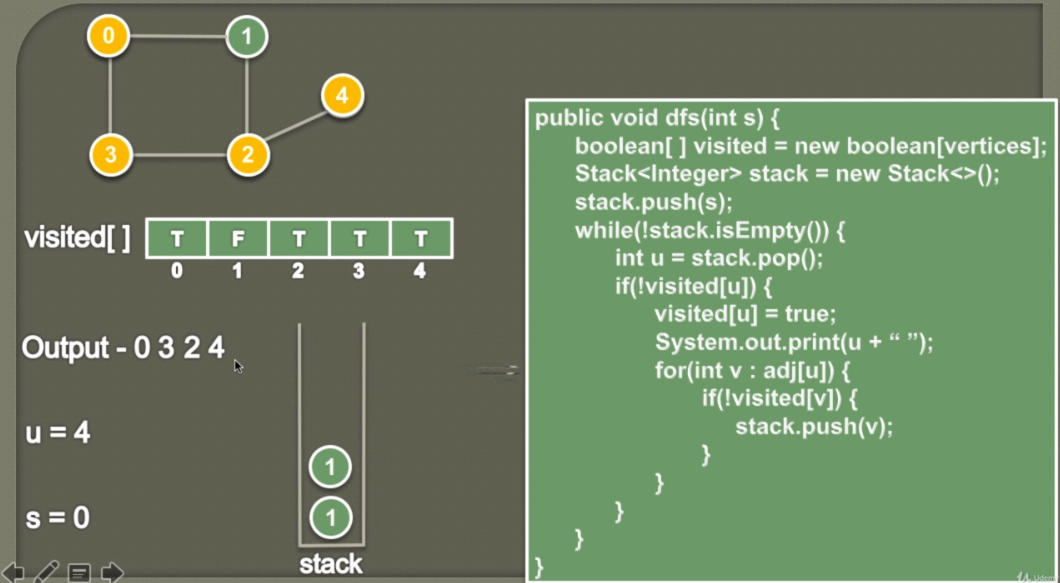 0 1
4
3 2
visited[ ] T F T T T
0 1 2 3 4
Output - 0 3 2 4
u = 4
s = 0
1
1
stack
public void dfs(int s) {
boolean[ ] visited = new boolean[vertices];
Stack<Integer> stack = new Stack<>();
stack.push(s);
while(!stack.isEmpty()) {
int u = stack.pop();
if(!visited[u]) {
visited[u] = true;
System.out.print(u + “ ”);
for(int v : adj[u]) {
if(!visited[v]) {
stack.push(v);
}
}
}
}
}